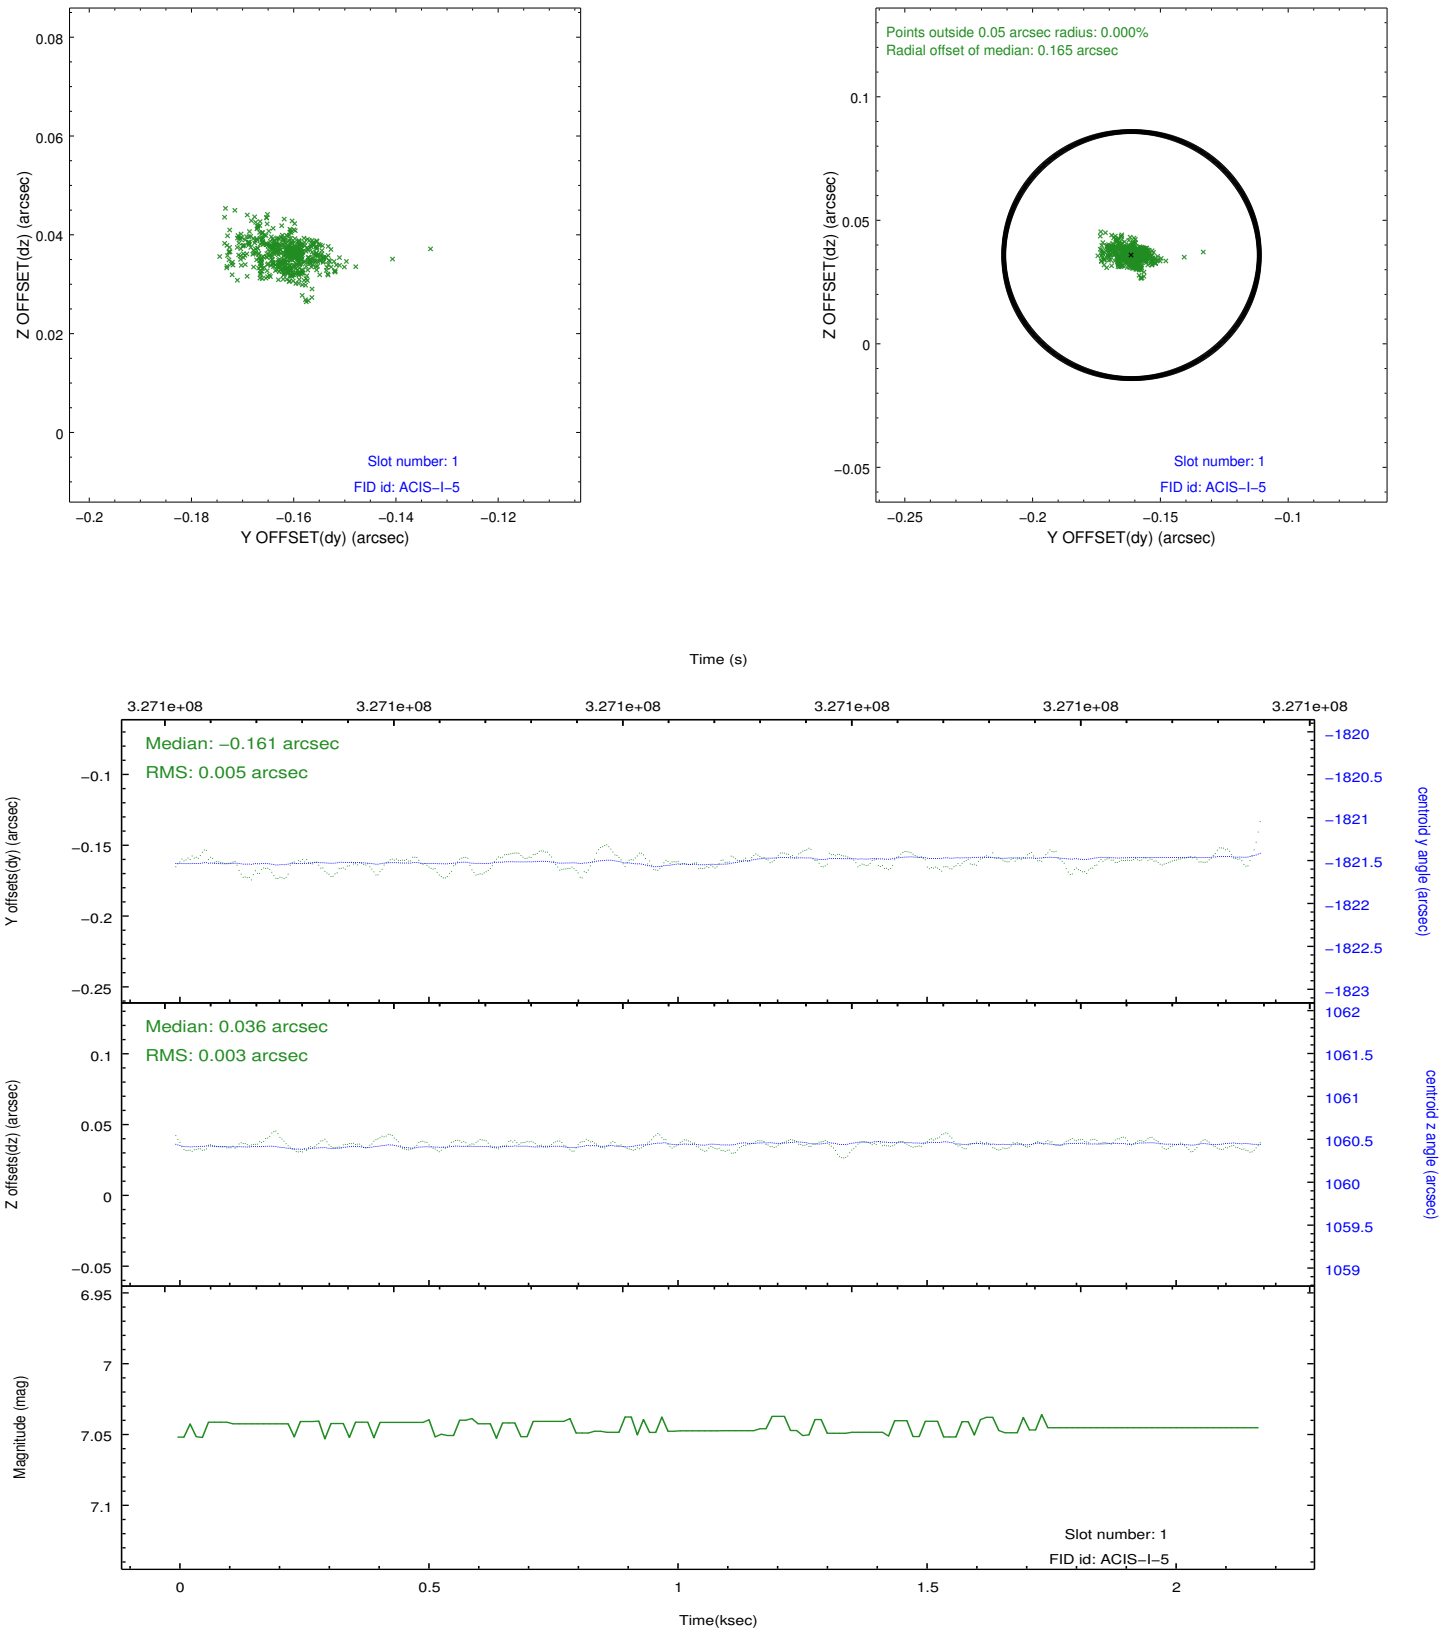 0.08
0.06
0.04
0.02
0
Z OFFSET(dz) (arcsec)
Slot number: 1
FID id: ACIS−I−5
−0.2
−0.18
−0.16
−0.14
−0.12
Y OFFSET(dy) (arcsec)
Points outside 0.05 arcsec radius: 0.000%
Radial offset of median: 0.165 arcsec
0.1
0.05
0
−0.05
Z OFFSET(dz) (arcsec)
Slot number: 1
FID id: ACIS−I−5
−0.25
−0.2
−0.15
−0.1
Y OFFSET(dy) (arcsec)
Time (s)
3.271e+08
3.271e+08
3.271e+08
3.271e+08
3.271e+08
3.271e+08
Median: −0.161 arcsec
RMS: 0.005 arcsec
−0.1
−0.15
−0.2
−0.25
Y offsets(dy) (arcsec)
−1820
−1820.5
−1821
−1821.5
−1822
−1822.5
−1823
centroid y angle (arcsec)
Median: 0.036 arcsec
RMS: 0.003 arcsec
0.1
0.05
0
−0.05
Z offsets(dz) (arcsec)
1062
1061.5
1061
1060.5
1060
1059.5
1059
centroid z angle (arcsec)
6.95
7
7.05
7.1
Magnitude (mag)
Slot number: 1
FID id: ACIS−I−5
0
0.5
1
1.5
2
Time(ksec)